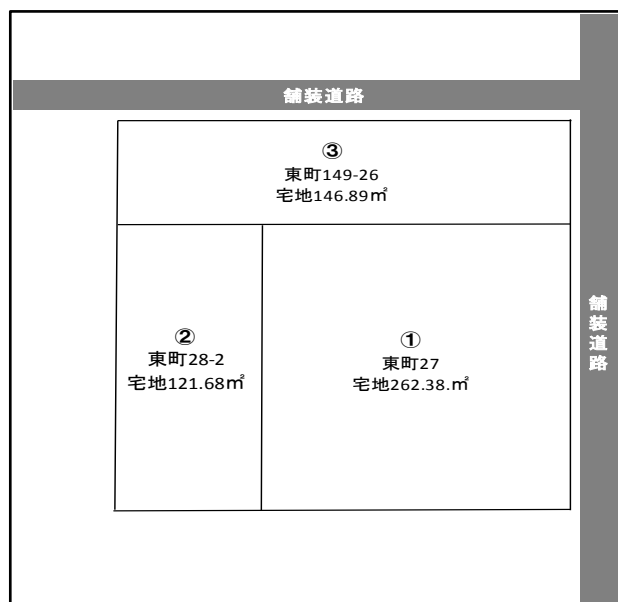 舗装道路
③
東町149-26
宅地146.89㎡
②
東町28-2
宅地121.68㎡
①
東町27
宅地262.38.㎡
舗装道路